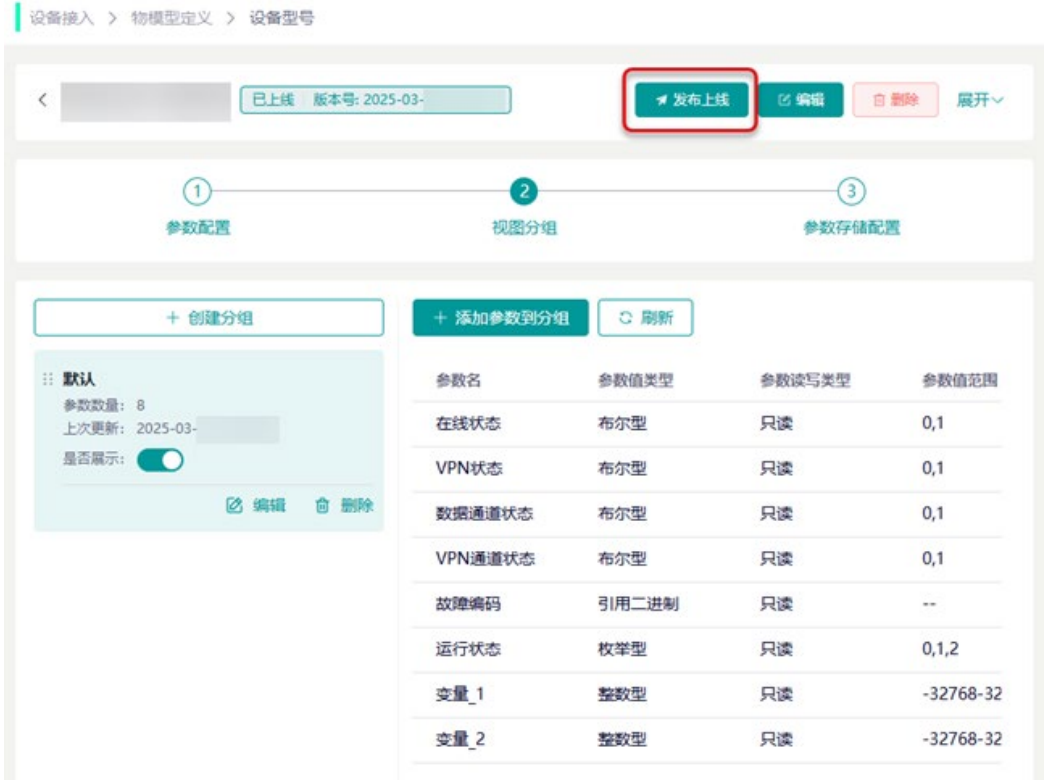 设备接入 > 物模型定义 > 设备型号
已上线 版本号: 2025-03-
发布上线 编辑 删除 展开
1 2 3
参数配置 视图分组 参数存储配置
+ 创建分组
默认
参数数量: 8
上次更新: 2025-03-
是否展示:
编辑 删除
+ 添加参数到分组 刷新
参数名 参数值类型 参数读写类型 参数值范围
在线状态 布尔型 只读 0,1
VPN状态 布尔型 只读 0,1
数据通道状态 布尔型 只读 0,1
VPN通道状态 布尔型 只读 0,1
故障编码 引用二进制 只读 --
运行状态 枚举型 只读 0,1,2
变量_1 整数型 只读 -32768-32
变量_2 整数型 只读 -32768-32